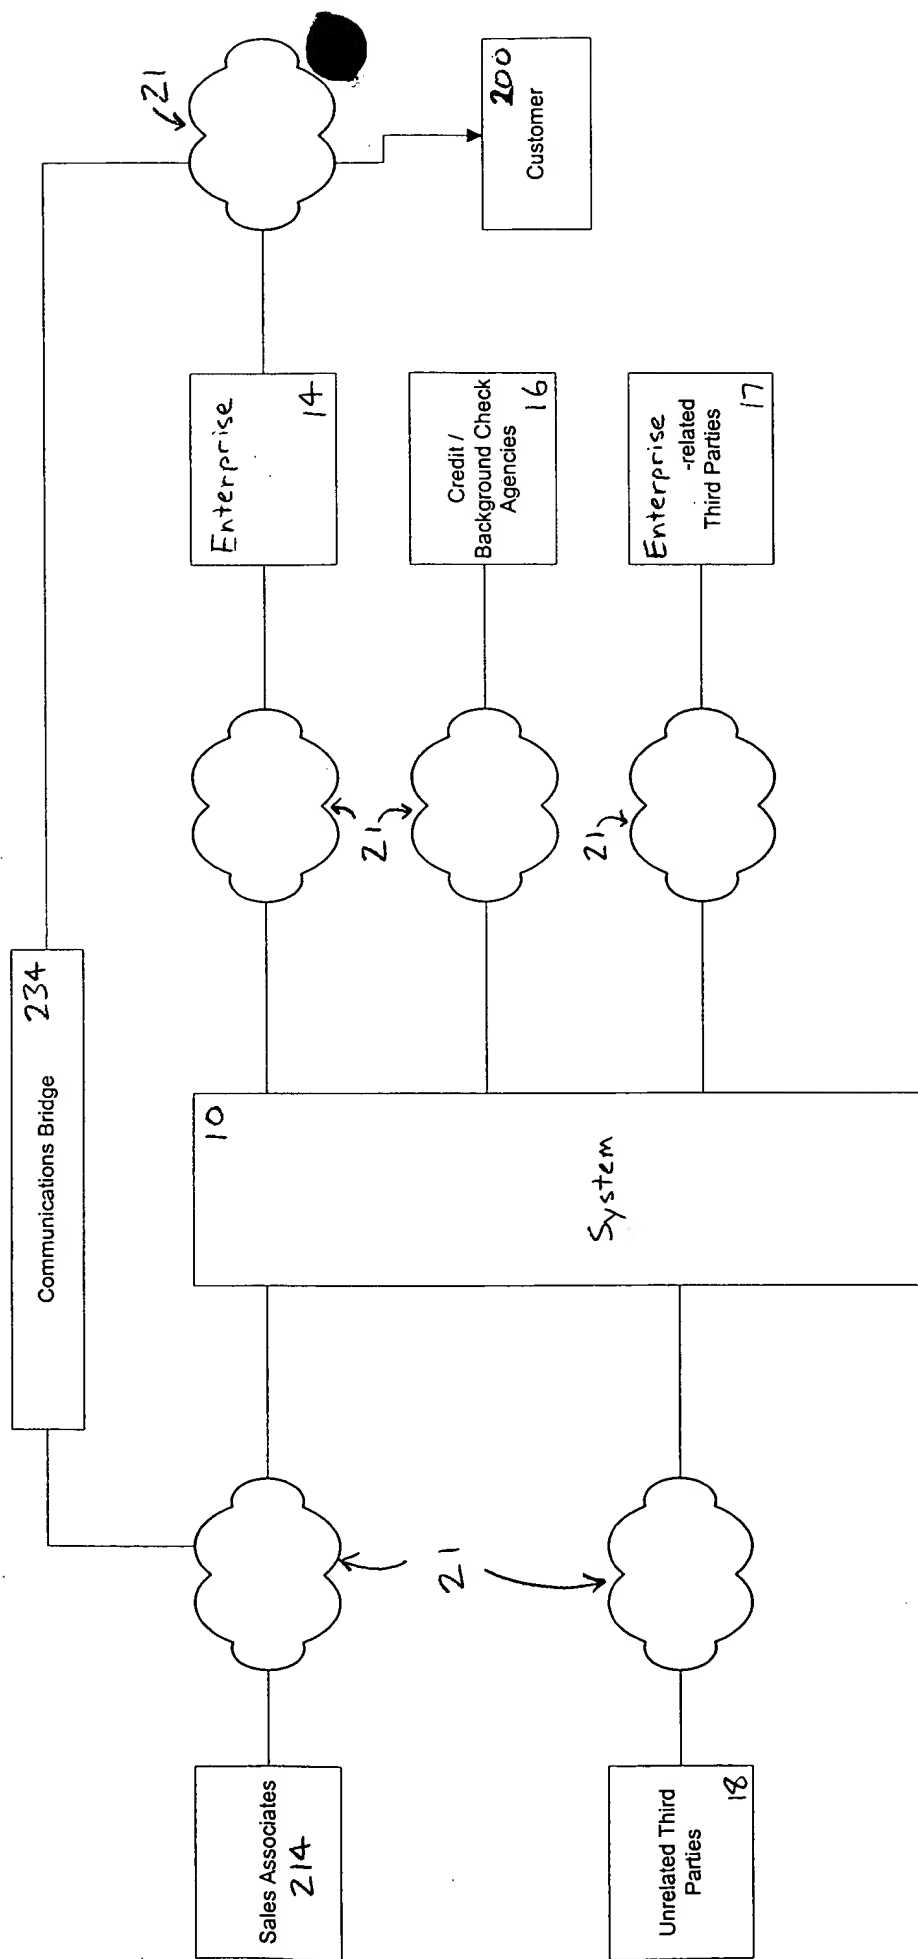 Communications Bridge
234
21
Sales Associates
214
21
Unrelated Third
Parties
18
10
System
21
21
Enterprise
14
Credit /
Background Check
Agencies
16
Enterprise
-related
Third Parties
17
200
Customer